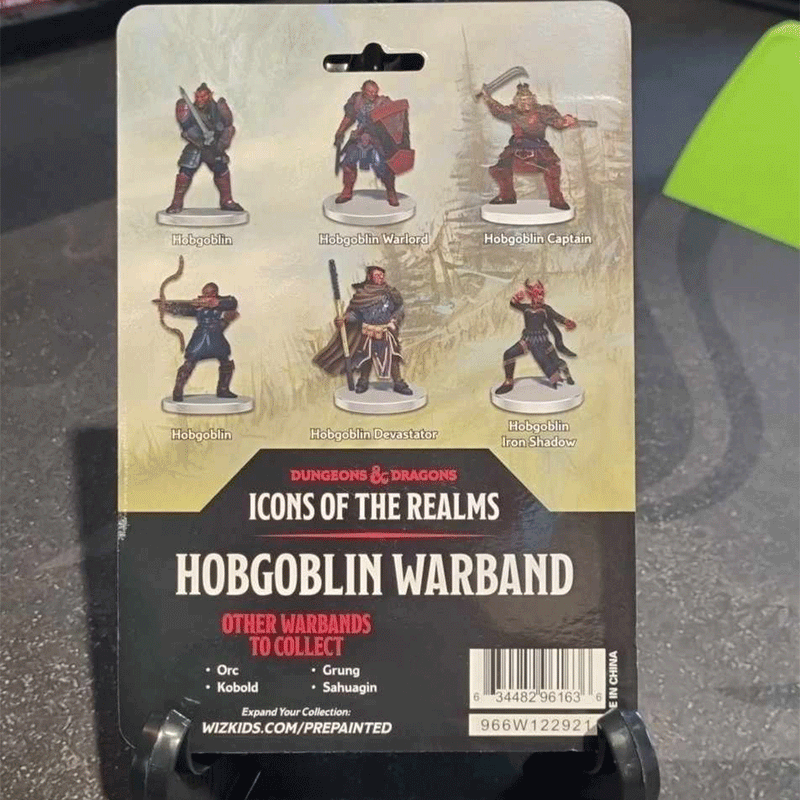 Hobgoblin
Hobgoblin Warlord
Hobgoblin Captain
Hobgoblin
Hobgoblin Devastator
Hobgoblin
Iron Shadow
DUNGEONS & DRAGONS
ICONS OF THE REALMS
HOBGOBLIN WARBAND
OTHER WARBANDS
TO COLLECT
• Orc
• Grung
• Kobold
• Sahuagin
Expand Your Collection:
WIZKIDS.COM/PREPAINTED
6 34482 96163 6
966W122921
E IN CHINA